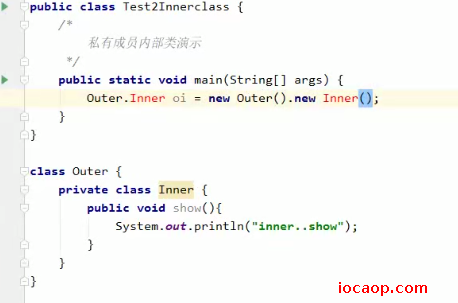 public class Test2Innerclass {
    /*
        私有成员内部类演示
     */
    public static void main(String[] args) {
        Outer.Inner oi = new Outer().new Inner();
    }
}
class Outer {
    private class Inner {
        public void show(){
            System.out.println("inner..show");
        }
    }
}
iocaop.com